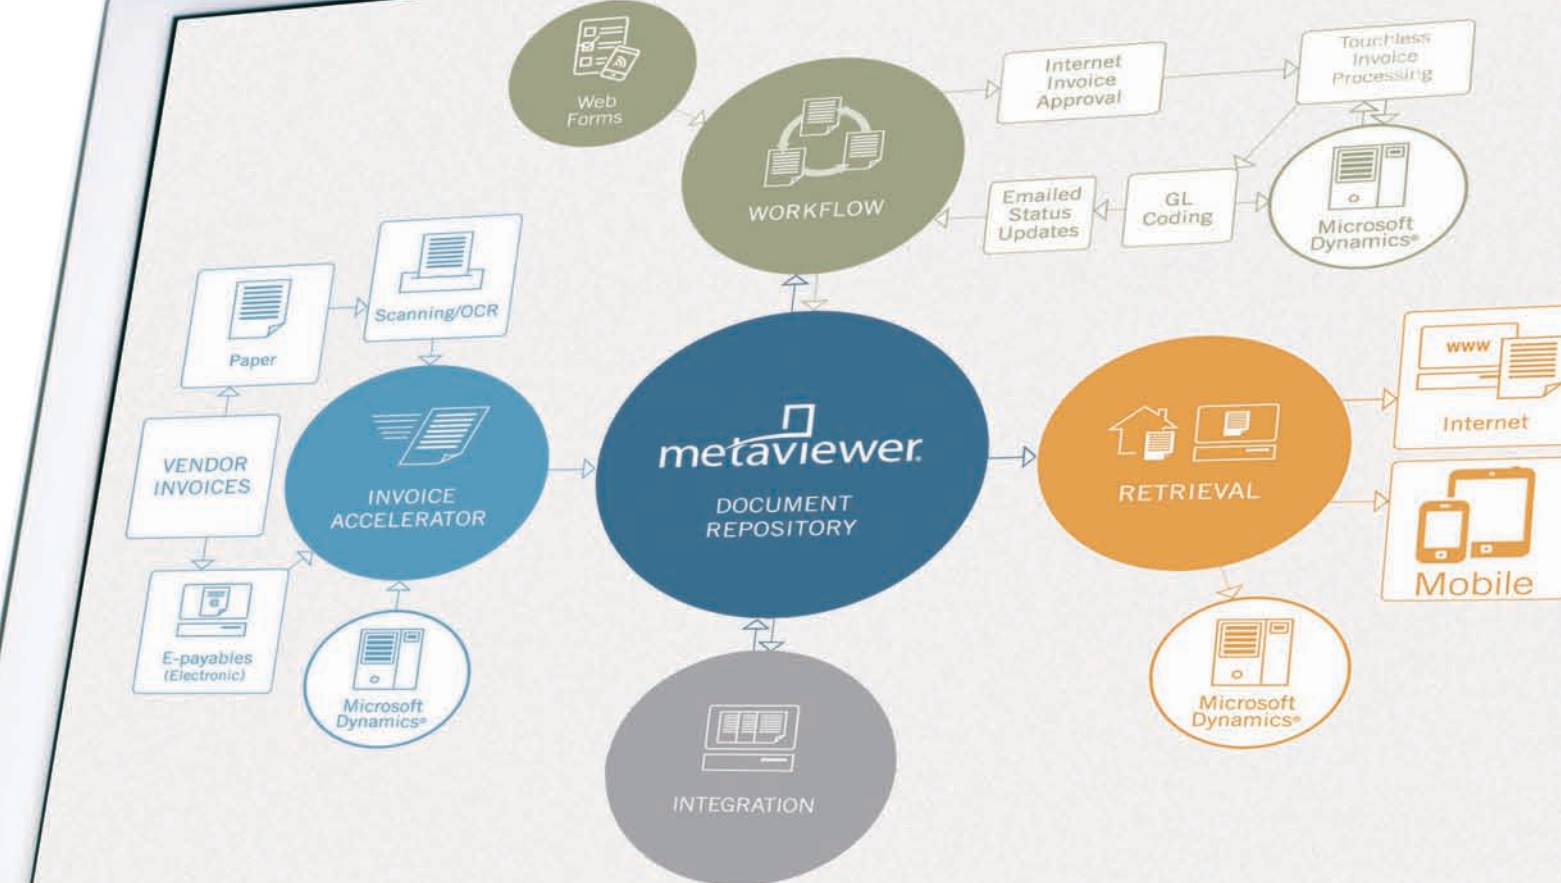 Web
Forms
WORKFLOW
Internet
Invoice
Approval
Touchless
Invoice
Processing
Emailed
Status
Updates
GL
Coding
Microsoft
Dynamics®
Paper
Scanning/OCR
VENDOR
INVOICES
INVOICE
ACCELERATOR
E-payables
(Electronic)
Microsoft
Dynamics®
metaviewer®
DOCUMENT
REPOSITORY
INTEGRATION
RETRIEVAL
www
Internet
Mobile
Microsoft
Dynamics®